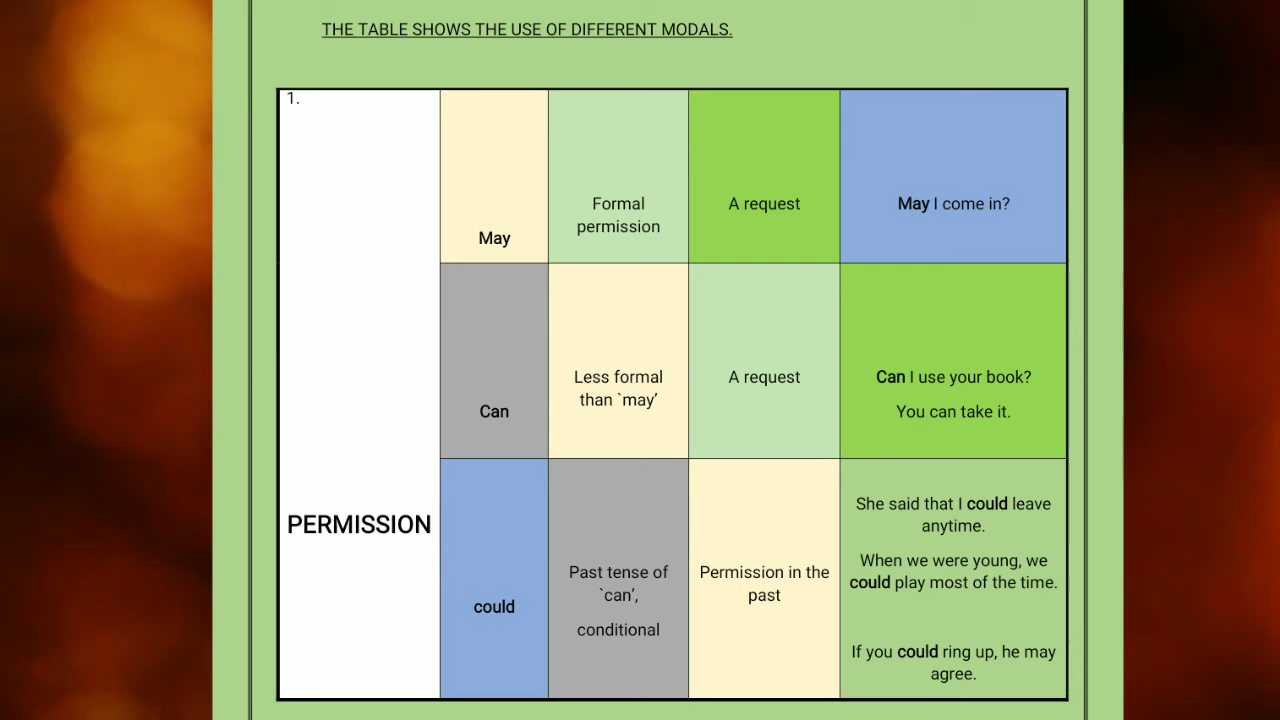 THE TABLE SHOWS THE USE OF DIFFERENT MODALS.
1.
PERMISSION
May
Formal
permission
A request
May I come in?
Can
Less formal
than `may’
A request
Can I use your book?
You can take it.
could
Past tense of
`can’,
conditional
Permission in the
past
She said that I could leave
anytime.
When we were young, we
could play most of the time.
If you could ring up, he may
agree.